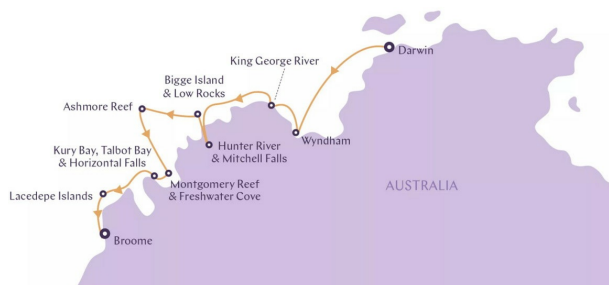 King George River
Darwin
Bigge Island
& Low Rocks
Ashmore Reef
Wyndham
Hunter River
& Mitchell Falls
Kury Bay, Talbot Bay
& Horizontal Falls
Montgomery Reef
& Freshwater Cove
AUSTRALIA
Lacedepe Islands
Broome